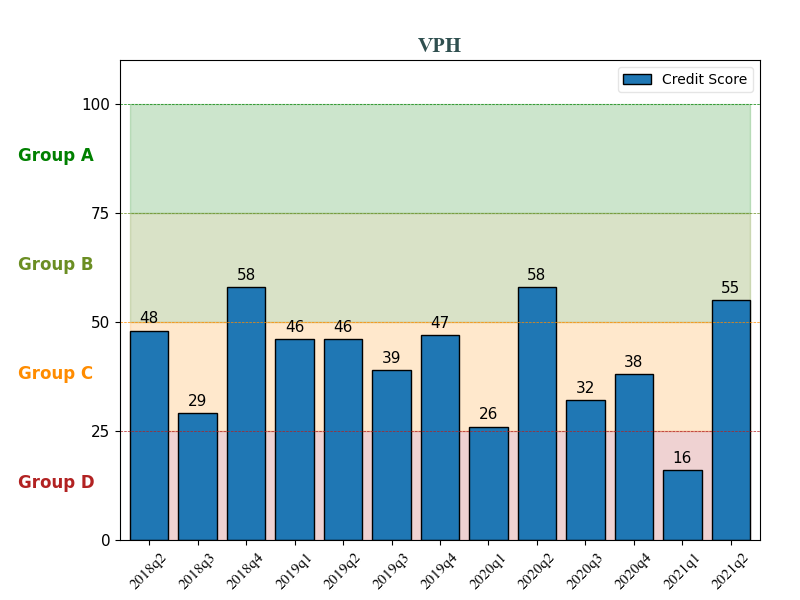 VPH
Credit Score
100
Group A
75
Group B
58
58
55
50
48
46
46
47
39
38
Group C
32
29
26
25
16
Group D
0
2018q2
2018q3
2018q4
2019q1
2019q2
2019q3
2019q4
2020q1
2020q2
2020q3
2020q4
2021q1
2021q2